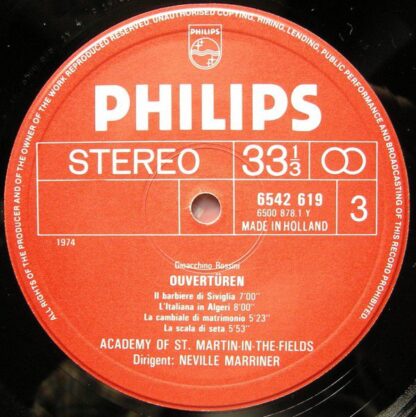 ALL RIGHTS OF THE PRODUCER AND OF THE OWNER OF THE WORK REPRODUCED RESERVED. UNAUTHORISED COPYING, HIRING, LENDING, PUBLIC PERFORMANCE AND BROADCASTING OF THIS RECORD PROHIBITED
PHILIPS
PHILIPS
STEREO 33 1/3
6542 619
6500 878.1 Y
MADE IN HOLLAND
3
1974
Gioacchino Rossini
OUVERTÜREN
Il barbiere di Siviglia 7'00"
L'Italiana in Algeri 8'00"
La cambiale di matrimonio 5'23"
La scala di seta 5'53"
ACADEMY OF ST. MARTIN-IN-THE-FIELDS
Dirigent: NEVILLE MARRINER